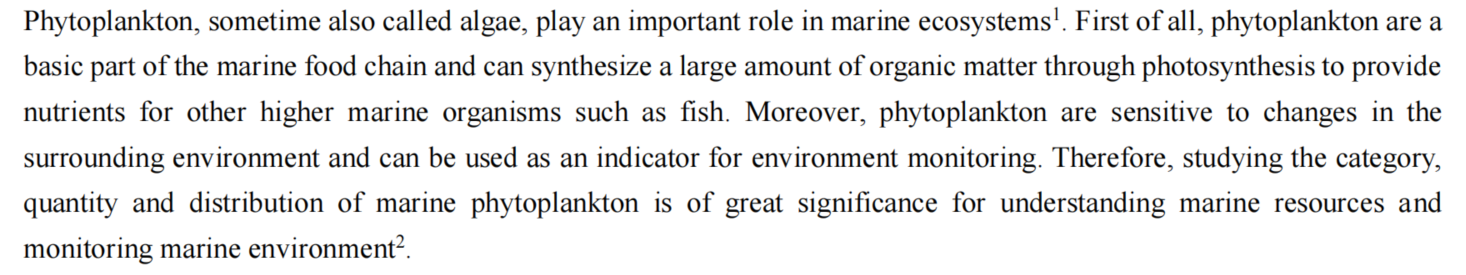 Phytoplankton, sometime also called algae, play an important role in marine ecosystems¹. First of all, phytoplankton are a
basic part of the marine food chain and can synthesize a large amount of organic matter through photosynthesis to provide
nutrients for other higher marine organisms such as fish. Moreover, phytoplankton are sensitive to changes in the
surrounding environment and can be used as an indicator for environment monitoring. Therefore, studying the category,
quantity and distribution of marine phytoplankton is of great significance for understanding marine resources and
monitoring marine environment².